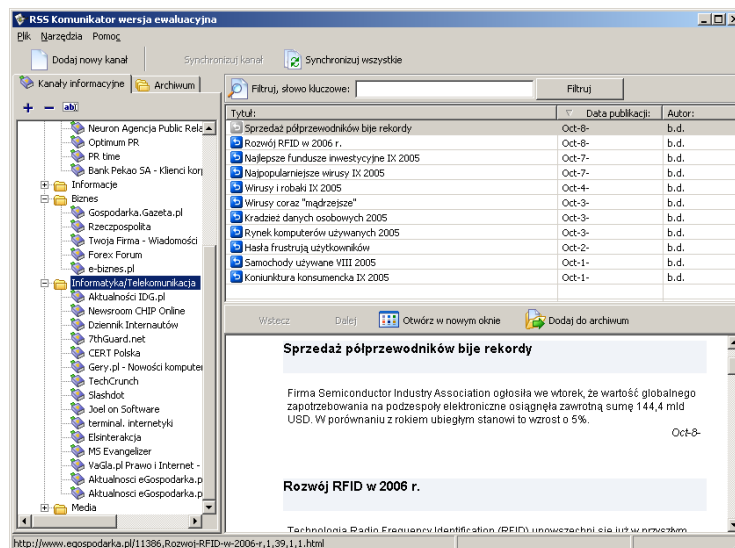 RSS Komunikator wersja ewaluacyjna
Plik Narzędzia Pomoc
Dodaj nowy kanał Synchronizuj kanał Synchronizuj wszystkie
Kanały informacyjne Archiwum
Filtruj, słowo kluczowe: Filtruj
+ − abl
Tytuł: Data publikacji: Autor:
Sprzedaż półprzewodników bije rekordy Oct-8- b.d.
Rozwój RFID w 2006 r. Oct-8- b.d.
Najlepsze fundusze inwestycyjne IX 2005 Oct-7- b.d.
Najpopularniejsze wirusy IX 2005 Oct-7- b.d.
Wirusy i robaki IX 2005 Oct-4- b.d.
Wirusy coraz "mądrzejsze" Oct-3- b.d.
Kradzież danych osobowych 2005 Oct-3- b.d.
Rynek komputerów używanych 2005 Oct-3- b.d.
Hasła frustrują użytkowników Oct-2- b.d.
Samochody używane VIII 2005 Oct-1- b.d.
Koniunktura konsumencka IX 2005 Oct-1- b.d.
Neuron Agencja Public Rela
Optimum PR
PR time
Bank Pekao SA - Klienci korp
Informacje
Biznes
Gospodarka.Gazeta.pl
Rzeczpospolita
Twoja Firma - Wiadomości
Forex Forum
e-biznes.pl
Informatyka/Telekomunikacja
Aktualności IDG.pl
Newsroom CHIP Online
Dziennik Internautów
7thGuard.net
CERT Polska
Gery.pl - Nowości komputer
TechCrunch
Slashdot
Joel on Software
terminal. internetyki
Elsinterakcja
MS Evangelizer
VaGla.pl Prawo i Internet -
Aktualnosci eGospodarka.p
Aktualnosci eGospodarka.p
Media
Wstecz Dalej Otwórz w nowym oknie Dodaj do archiwum
Sprzedaż półprzewodników bije rekordy
Firma Semiconductor Industry Association ogłosiła we wtorek, że wartość globalnego
zapotrzebowania na podzespoły elektroniczne osiągnęła zawrotną sumę 144,4 mld
USD. W porównaniu z rokiem ubiegłym stanowi to wzrost o 5%.
Oct-8-
Rozwój RFID w 2006 r.
Technologia Radio Frequency Identification (RFID) upowszechni się już w przyszłym
http://www.egospodarka.pl/11386,Rozwoj-RFID-w-2006-r,1,39,1,1.html